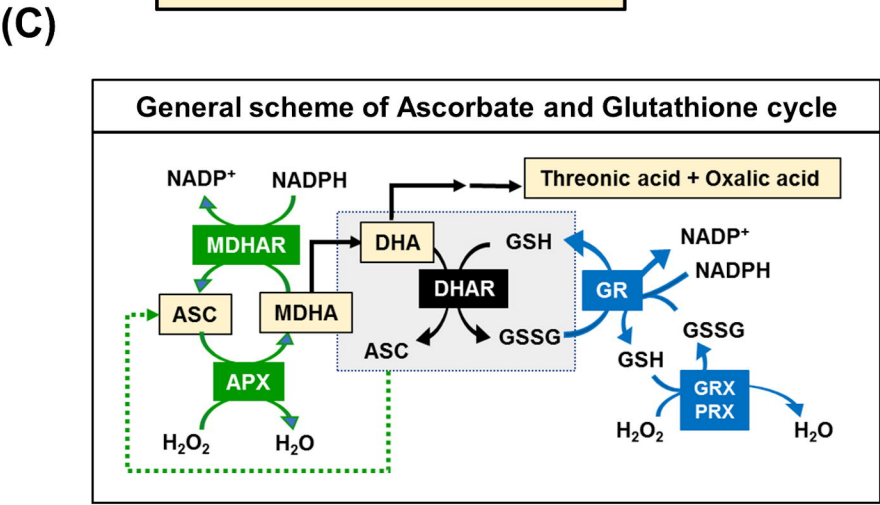 (C)
General scheme of Ascorbate and Glutathione cycle
NADP⁺
NADPH
Threonic acid + Oxalic acid
MDHAR
DHA
GSH
NADP⁺
NADPH
ASC
MDHA
DHAR
GR
ASC
GSSG
GSSG
GSH
APX
GRX
PRX
H₂O₂
H₂O
H₂O₂
H₂O